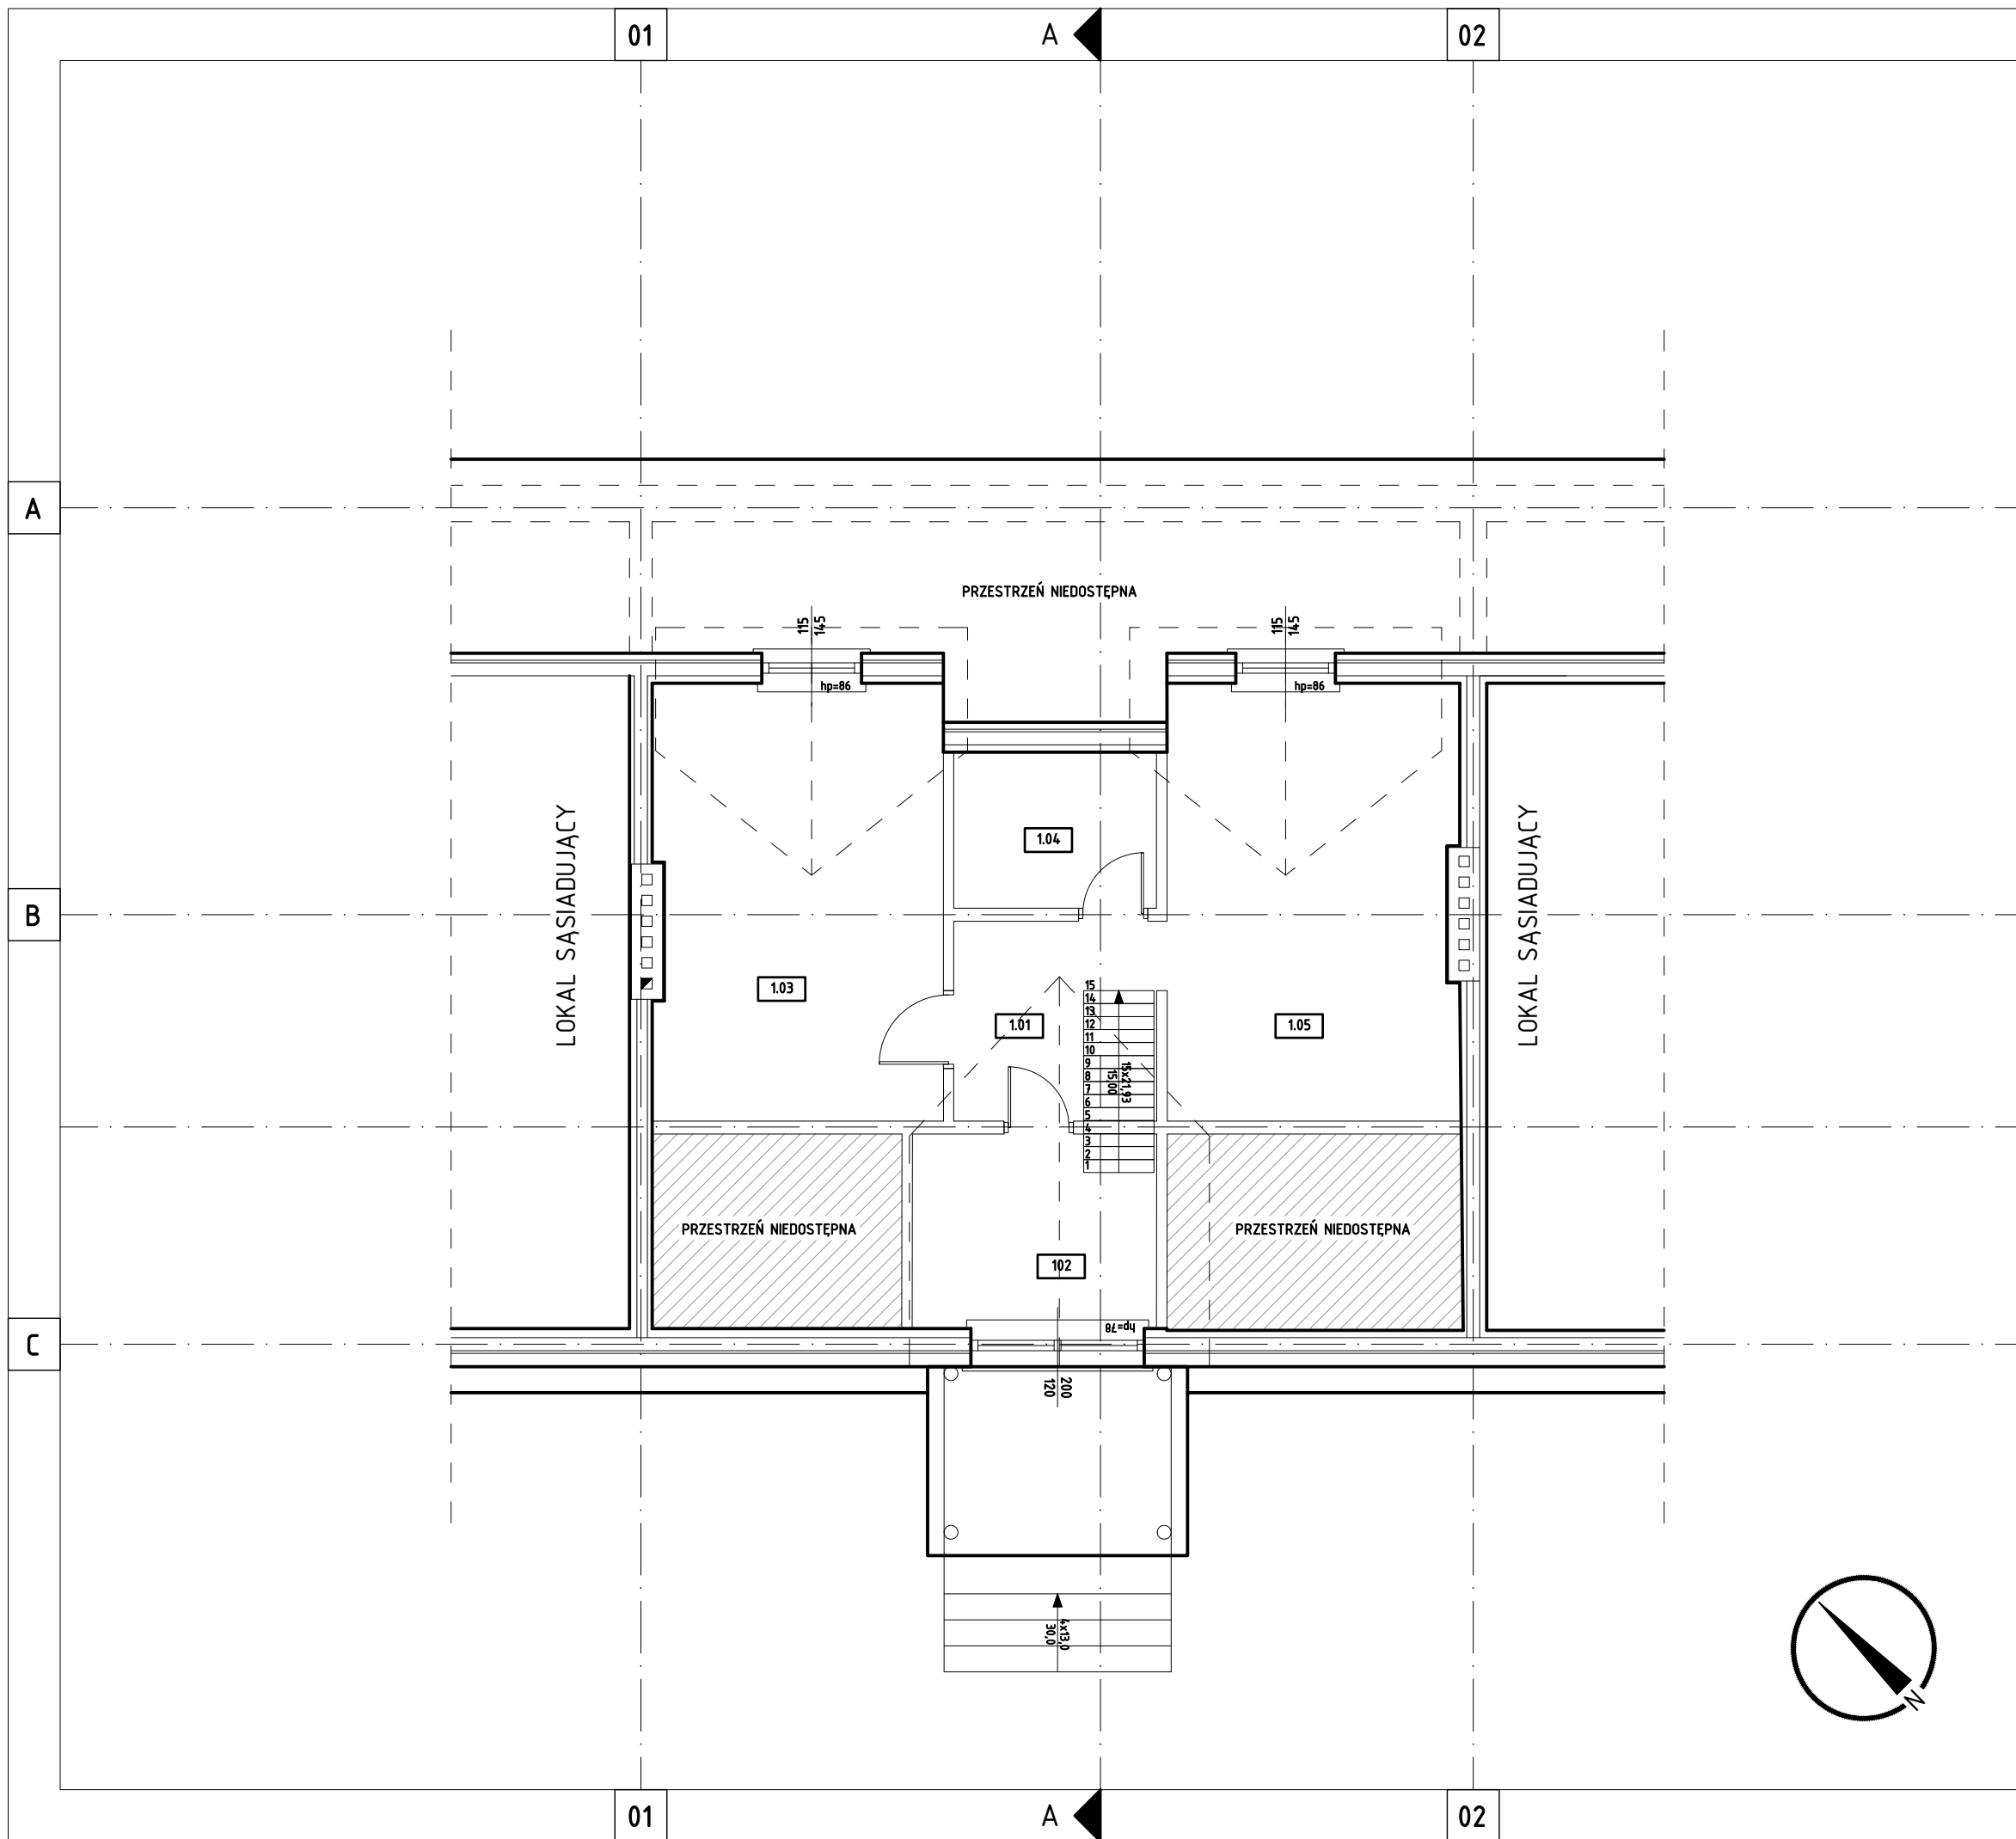 01
A
02
A
PRZESTRZEŃ NIEDOSTĘPNA
115
145
115
145
hp=86
hp=86
1.04
LOKAL SĄSIADUJĄCY
LOKAL SĄSIADUJĄCY
B
1.03
1.01
1.05
15
14
13
12
11
10
9
8
7
6
5
4
3
2
1
15x21,93
15.00
PRZESTRZEŃ NIEDOSTĘPNA
PRZESTRZEŃ NIEDOSTĘPNA
102
hp=78
C
200
120
4x13,0
30,0
N
01
A
02